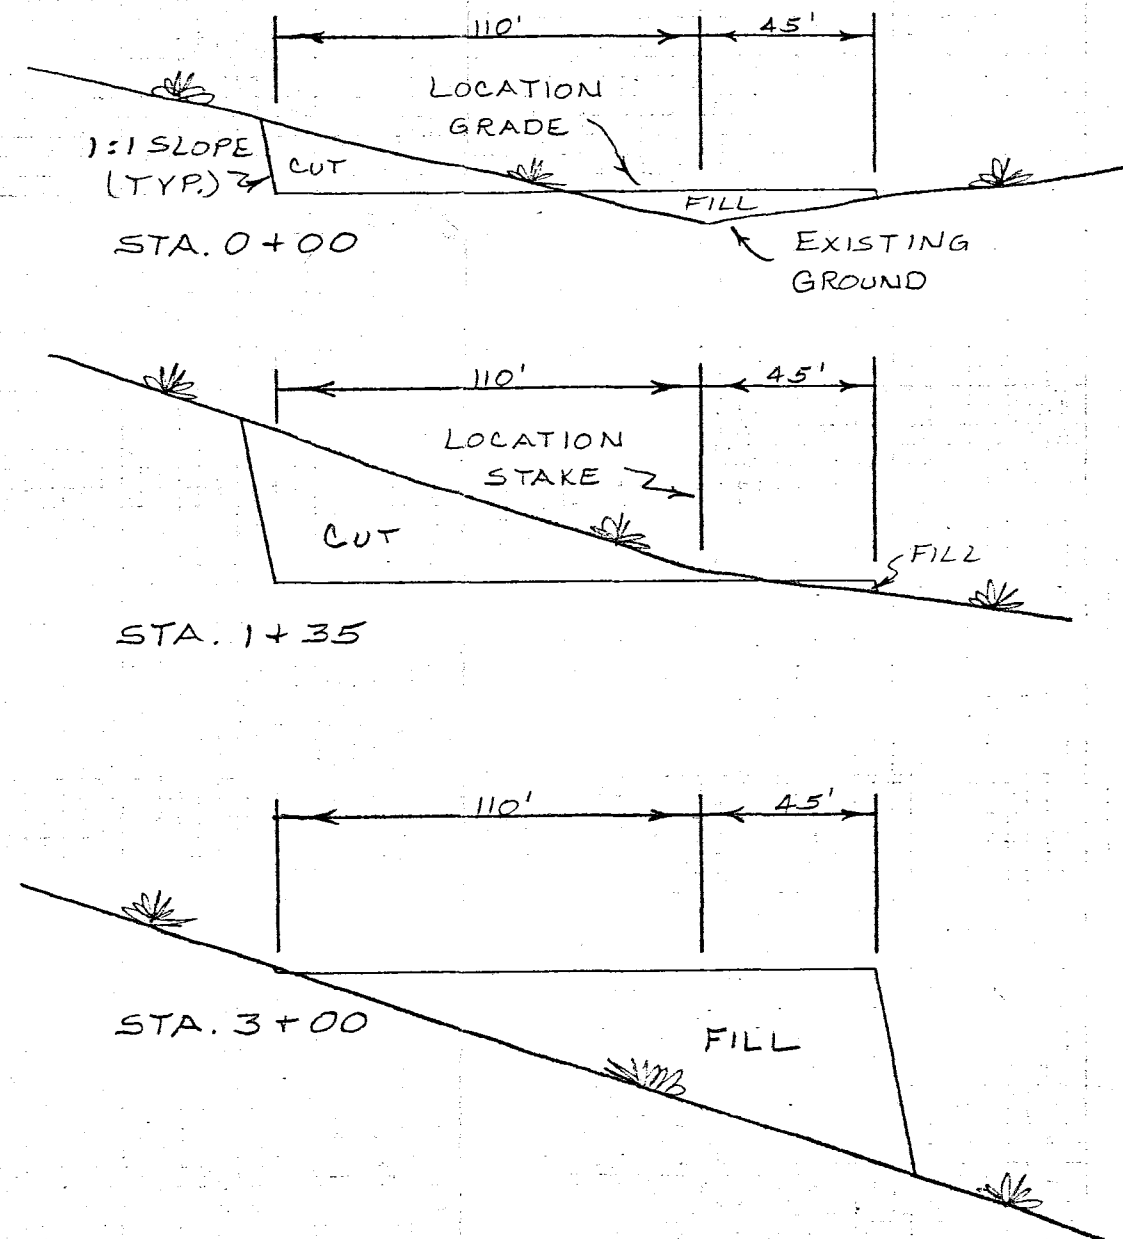 110' 45'
LOCATION
GRADE
1:1 SLOPE
(TYP.)
CUT
FILL
STA. 0+00
EXISTING
GROUND
110' 45'
LOCATION
STAKE
CUT
FILL
STA. 1+35
110' 45'
STA. 3+00
FILL